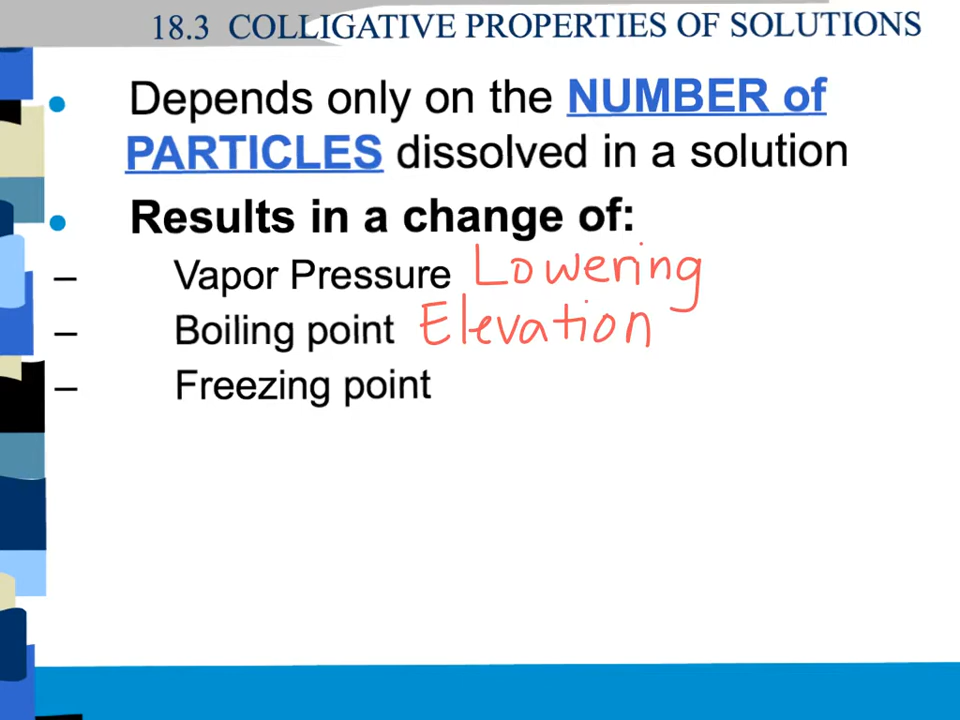 18.3 COLLIGATIVE PROPERTIES OF SOLUTIONS
• Depends only on the NUMBER of
PARTICLES dissolved in a solution
• Results in a change of:
– Vapor Pressure Lowering
– Boiling point Elevation
– Freezing point